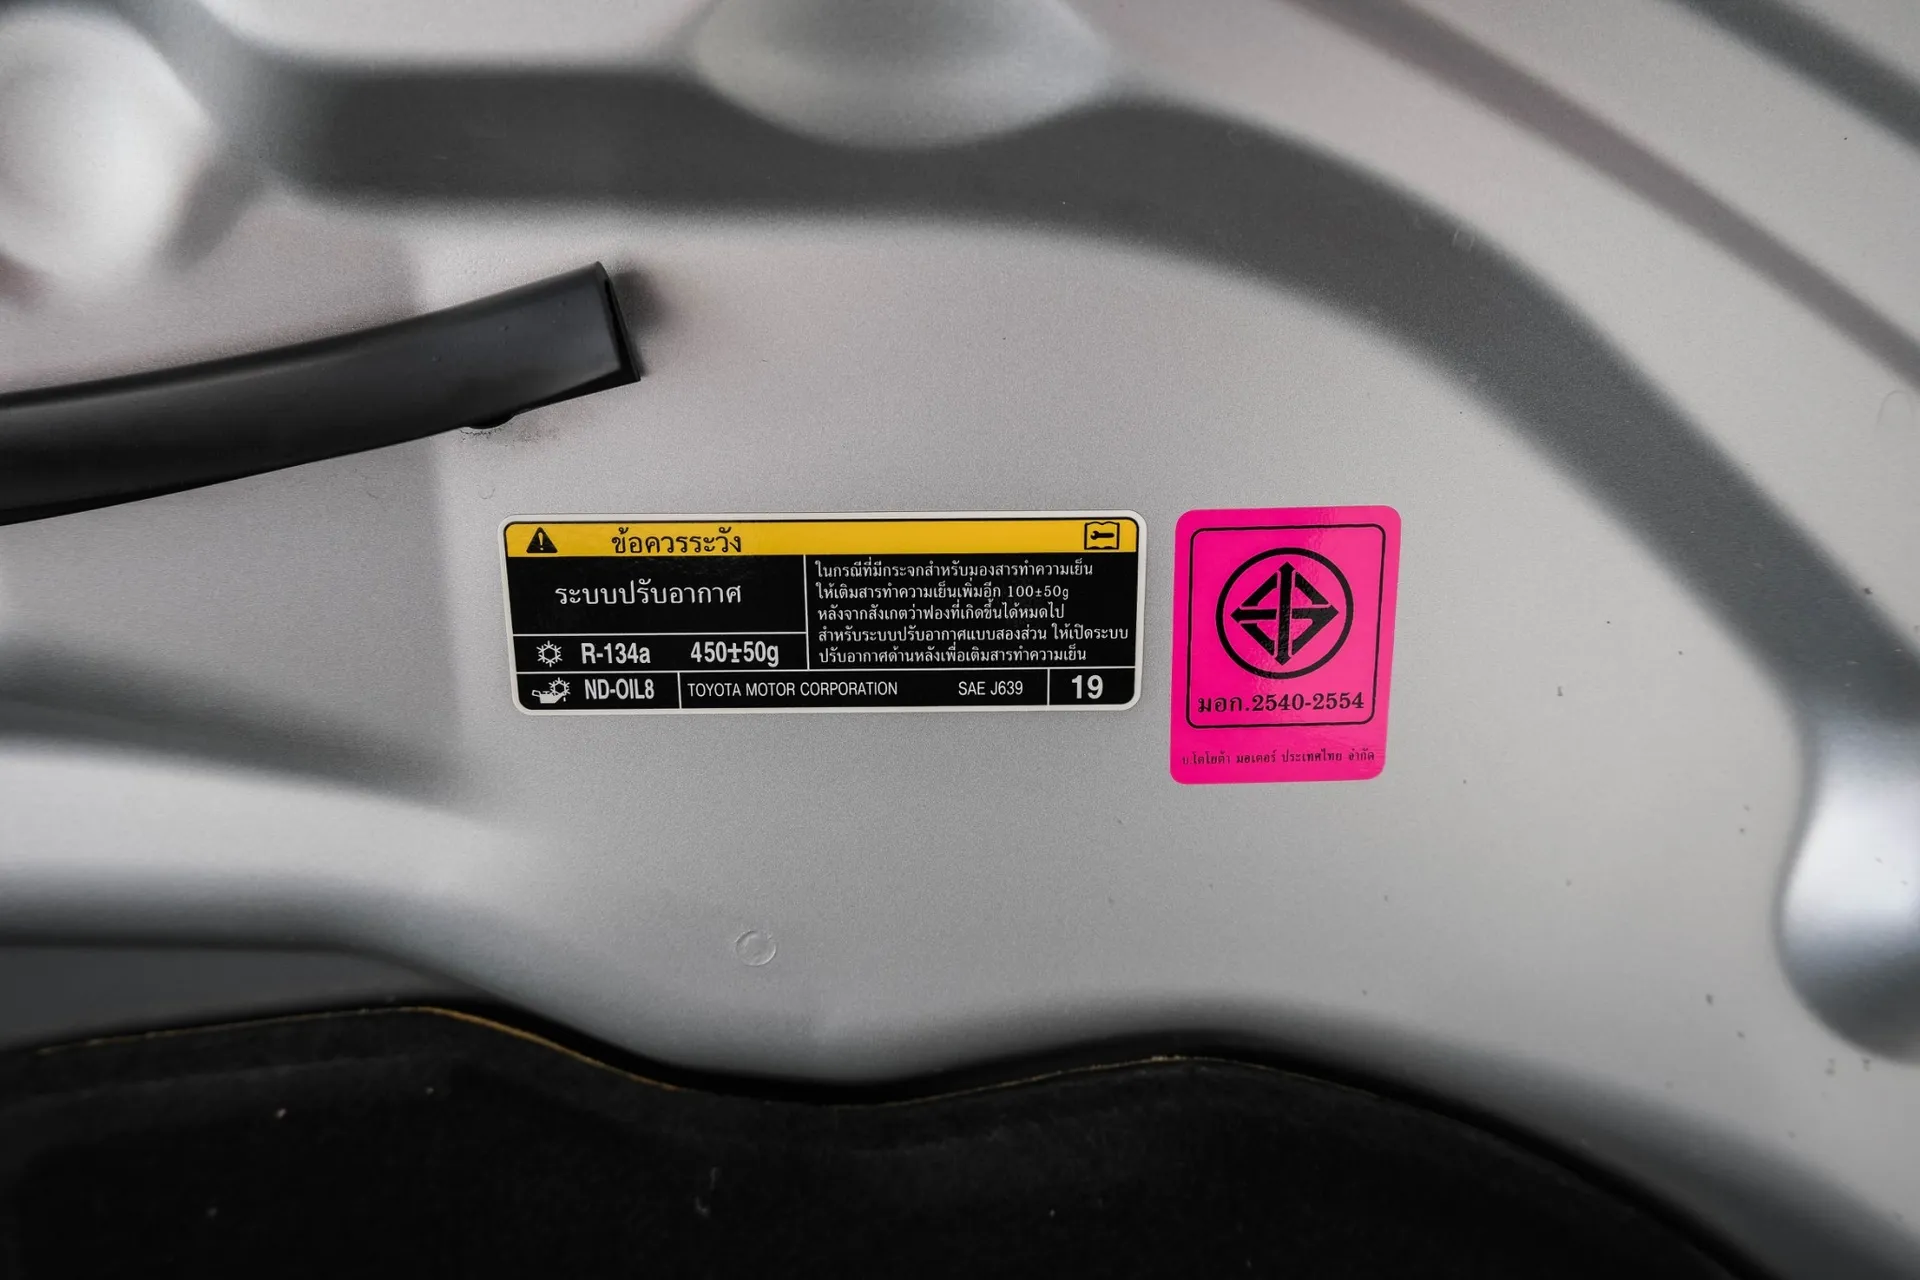 ข้อควรระวัง
ระบบปรับอากาศ
R-134a 450±50g
ND-OIL8
ในกรณีที่มีกระจกสำหรับมองสารทำความเย็น
ให้เติมสารทำความเย็นเพิ่มอีก 100±50g
หลังจากสังเกตว่าฟองที่เกิดขึ้นได้หมดไป
สำหรับระบบปรับอากาศแบบสองส่วน ให้เปิดระบบ
ปรับอากาศด้านหลังเพื่อเติมสารทำความเย็น
TOYOTA MOTOR CORPORATION SAE J639 19
มอก.2540-2554
บ.โตโยต้า มอเตอร์ ประเทศไทย จำกัด